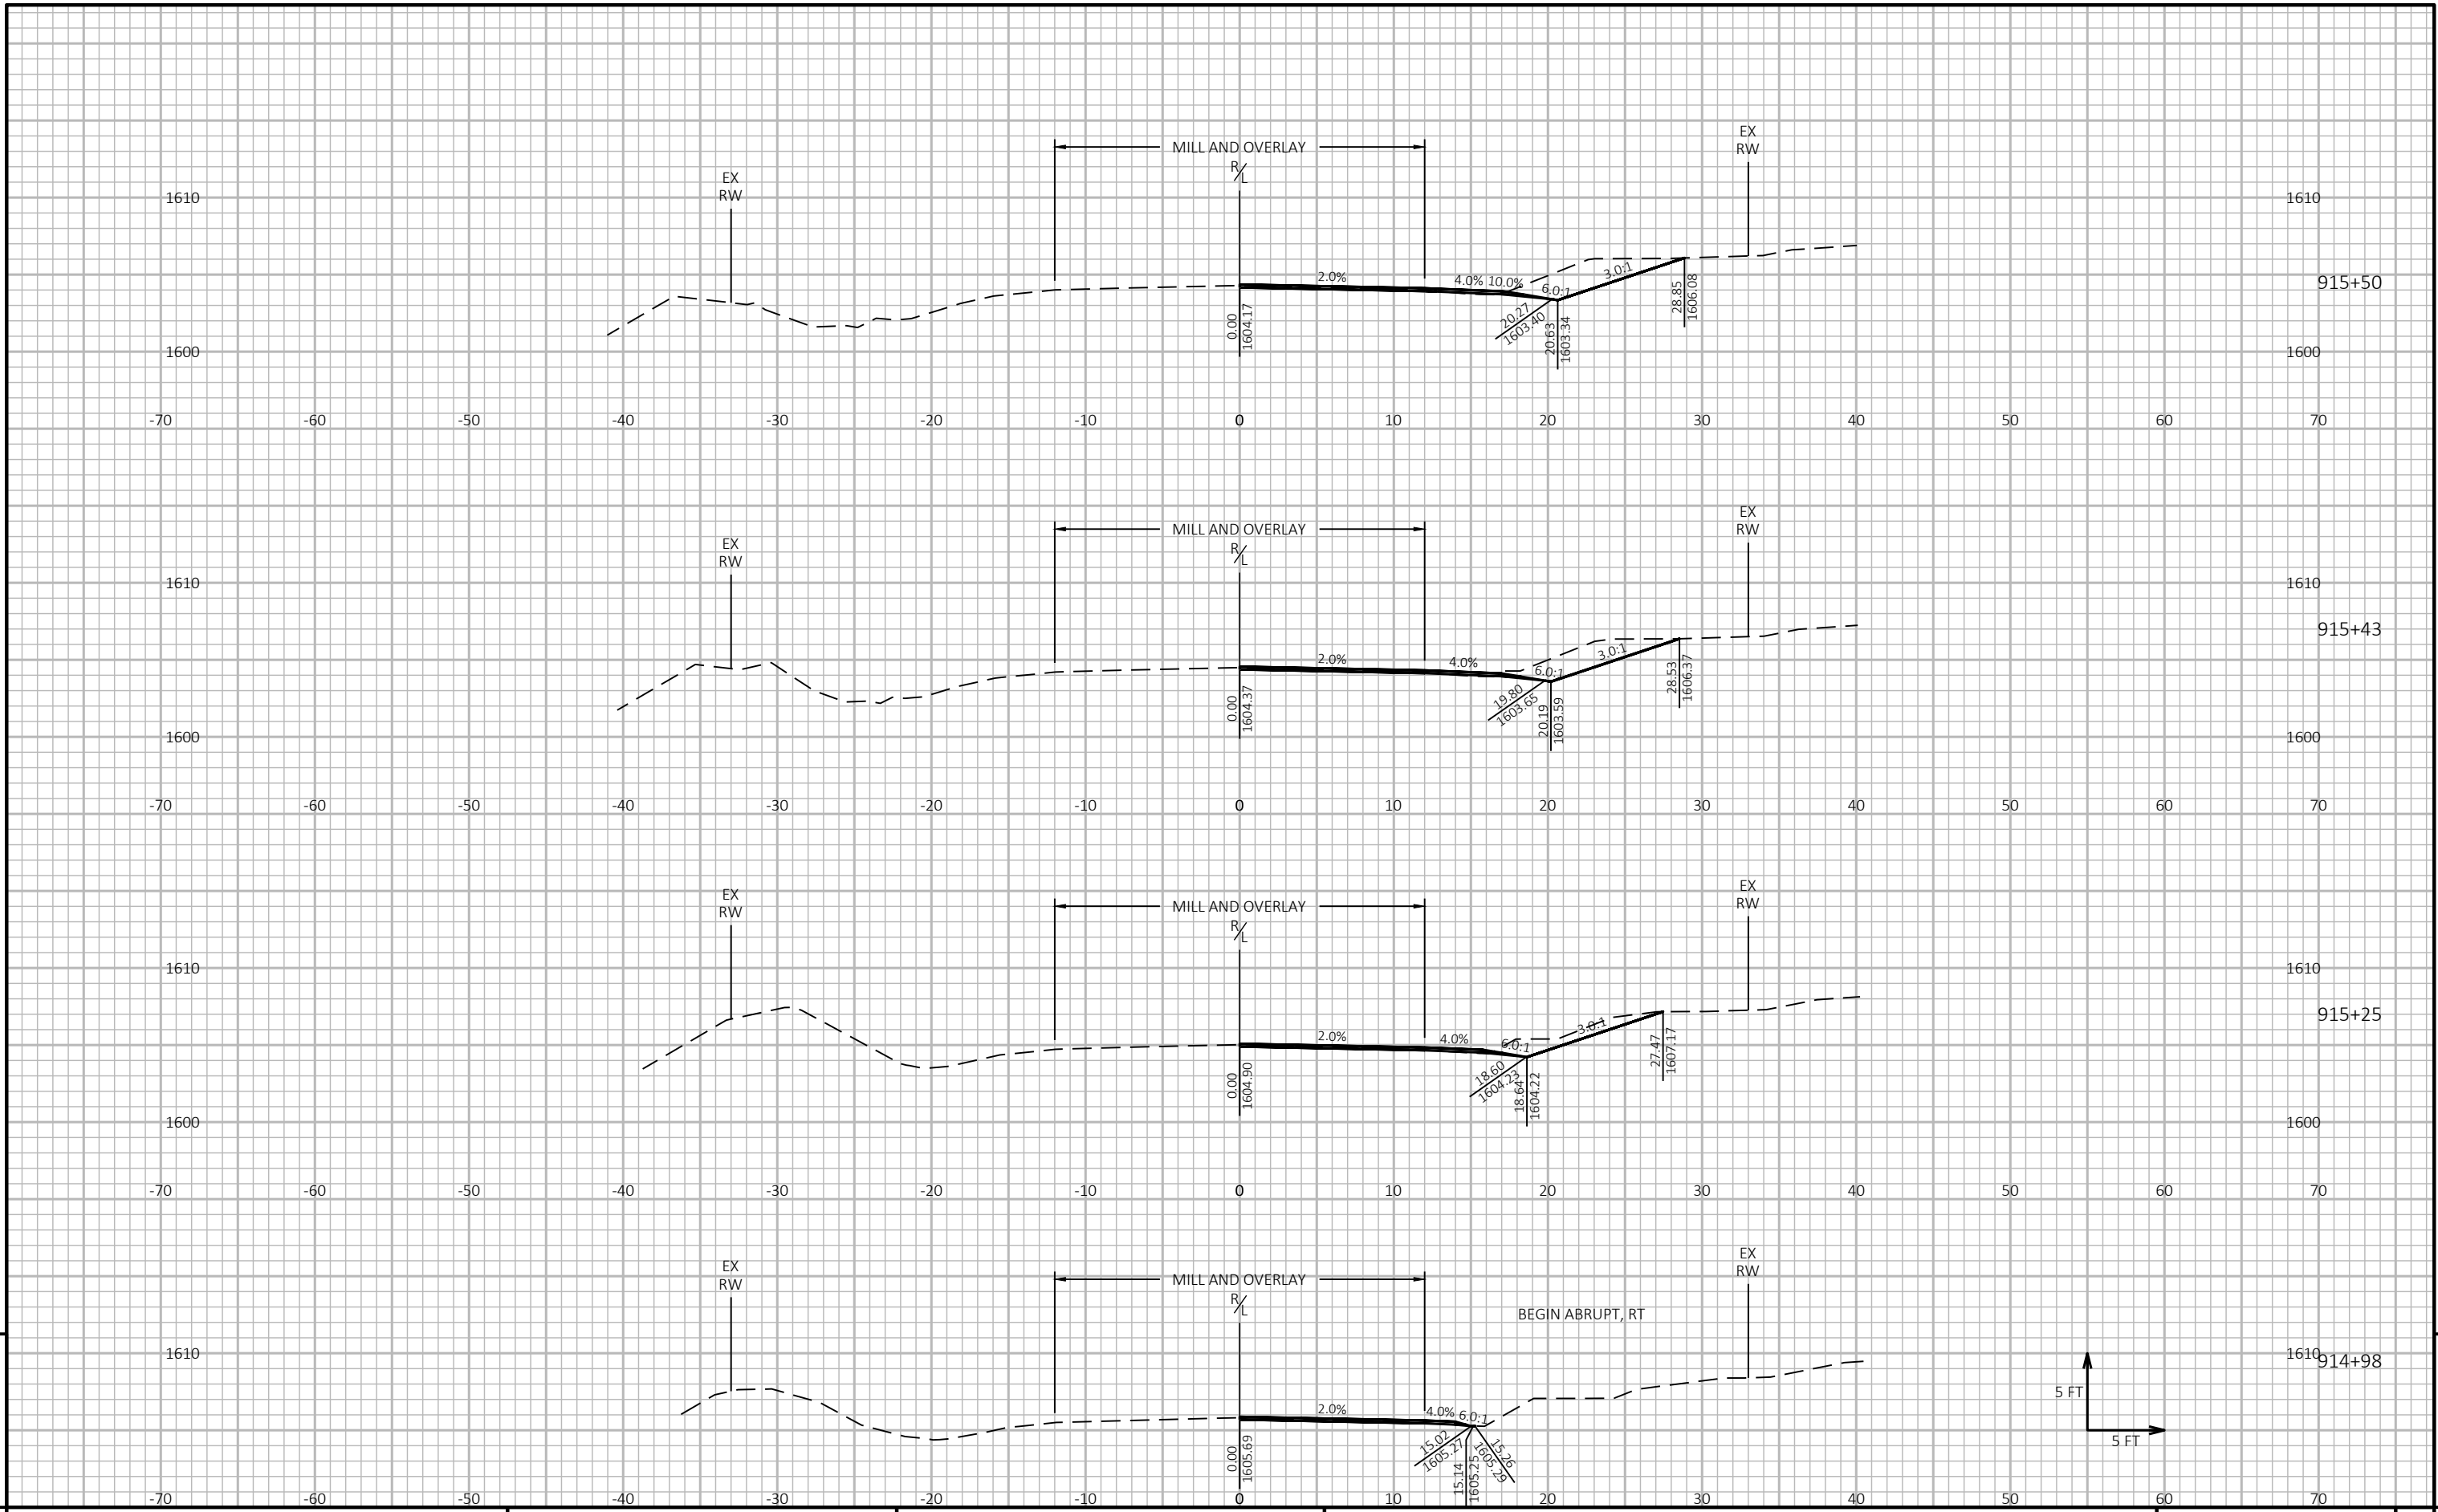 MILL AND OVERLAY
R/L
EX
RW
EX
RW
1610
1610
2.0%
4.0%
10.0%
6.0:1
3.0:1
915+50
0.00
1604.17
20.27
1603.40
20.63
1603.34
28.85
1606.08
1600
1600
-70 -60 -50 -40 -30 -20 -10 0 10 20 30 40 50 60 70
MILL AND OVERLAY
R/L
EX
RW
EX
RW
1610
1610
2.0%
4.0%
6.0:1
3.0:1
915+43
0.00
1604.37
19.80
1603.65
20.19
1603.59
28.53
1606.37
1600
1600
-70 -60 -50 -40 -30 -20 -10 0 10 20 30 40 50 60 70
MILL AND OVERLAY
R/L
EX
RW
EX
RW
1610
1610
2.0%
4.0%
6.0:1
3.0:1
915+25
0.00
1604.90
18.60
1604.23
18.64
1604.22
27.47
1607.17
1600
1600
-70 -60 -50 -40 -30 -20 -10 0 10 20 30 40 50 60 70
EX
RW
EX
RW
MILL AND OVERLAY
R/L
BEGIN ABRUPT, RT
1610
1610
914+98
2.0%
4.0%
6.0:1
0.00
1605.69
15.02
1605.27
15.14
1605.25
15.26
1605.29
5 FT
5 FT
-70 -60 -50 -40 -30 -20 -10 0 10 20 30 40 50 60 70